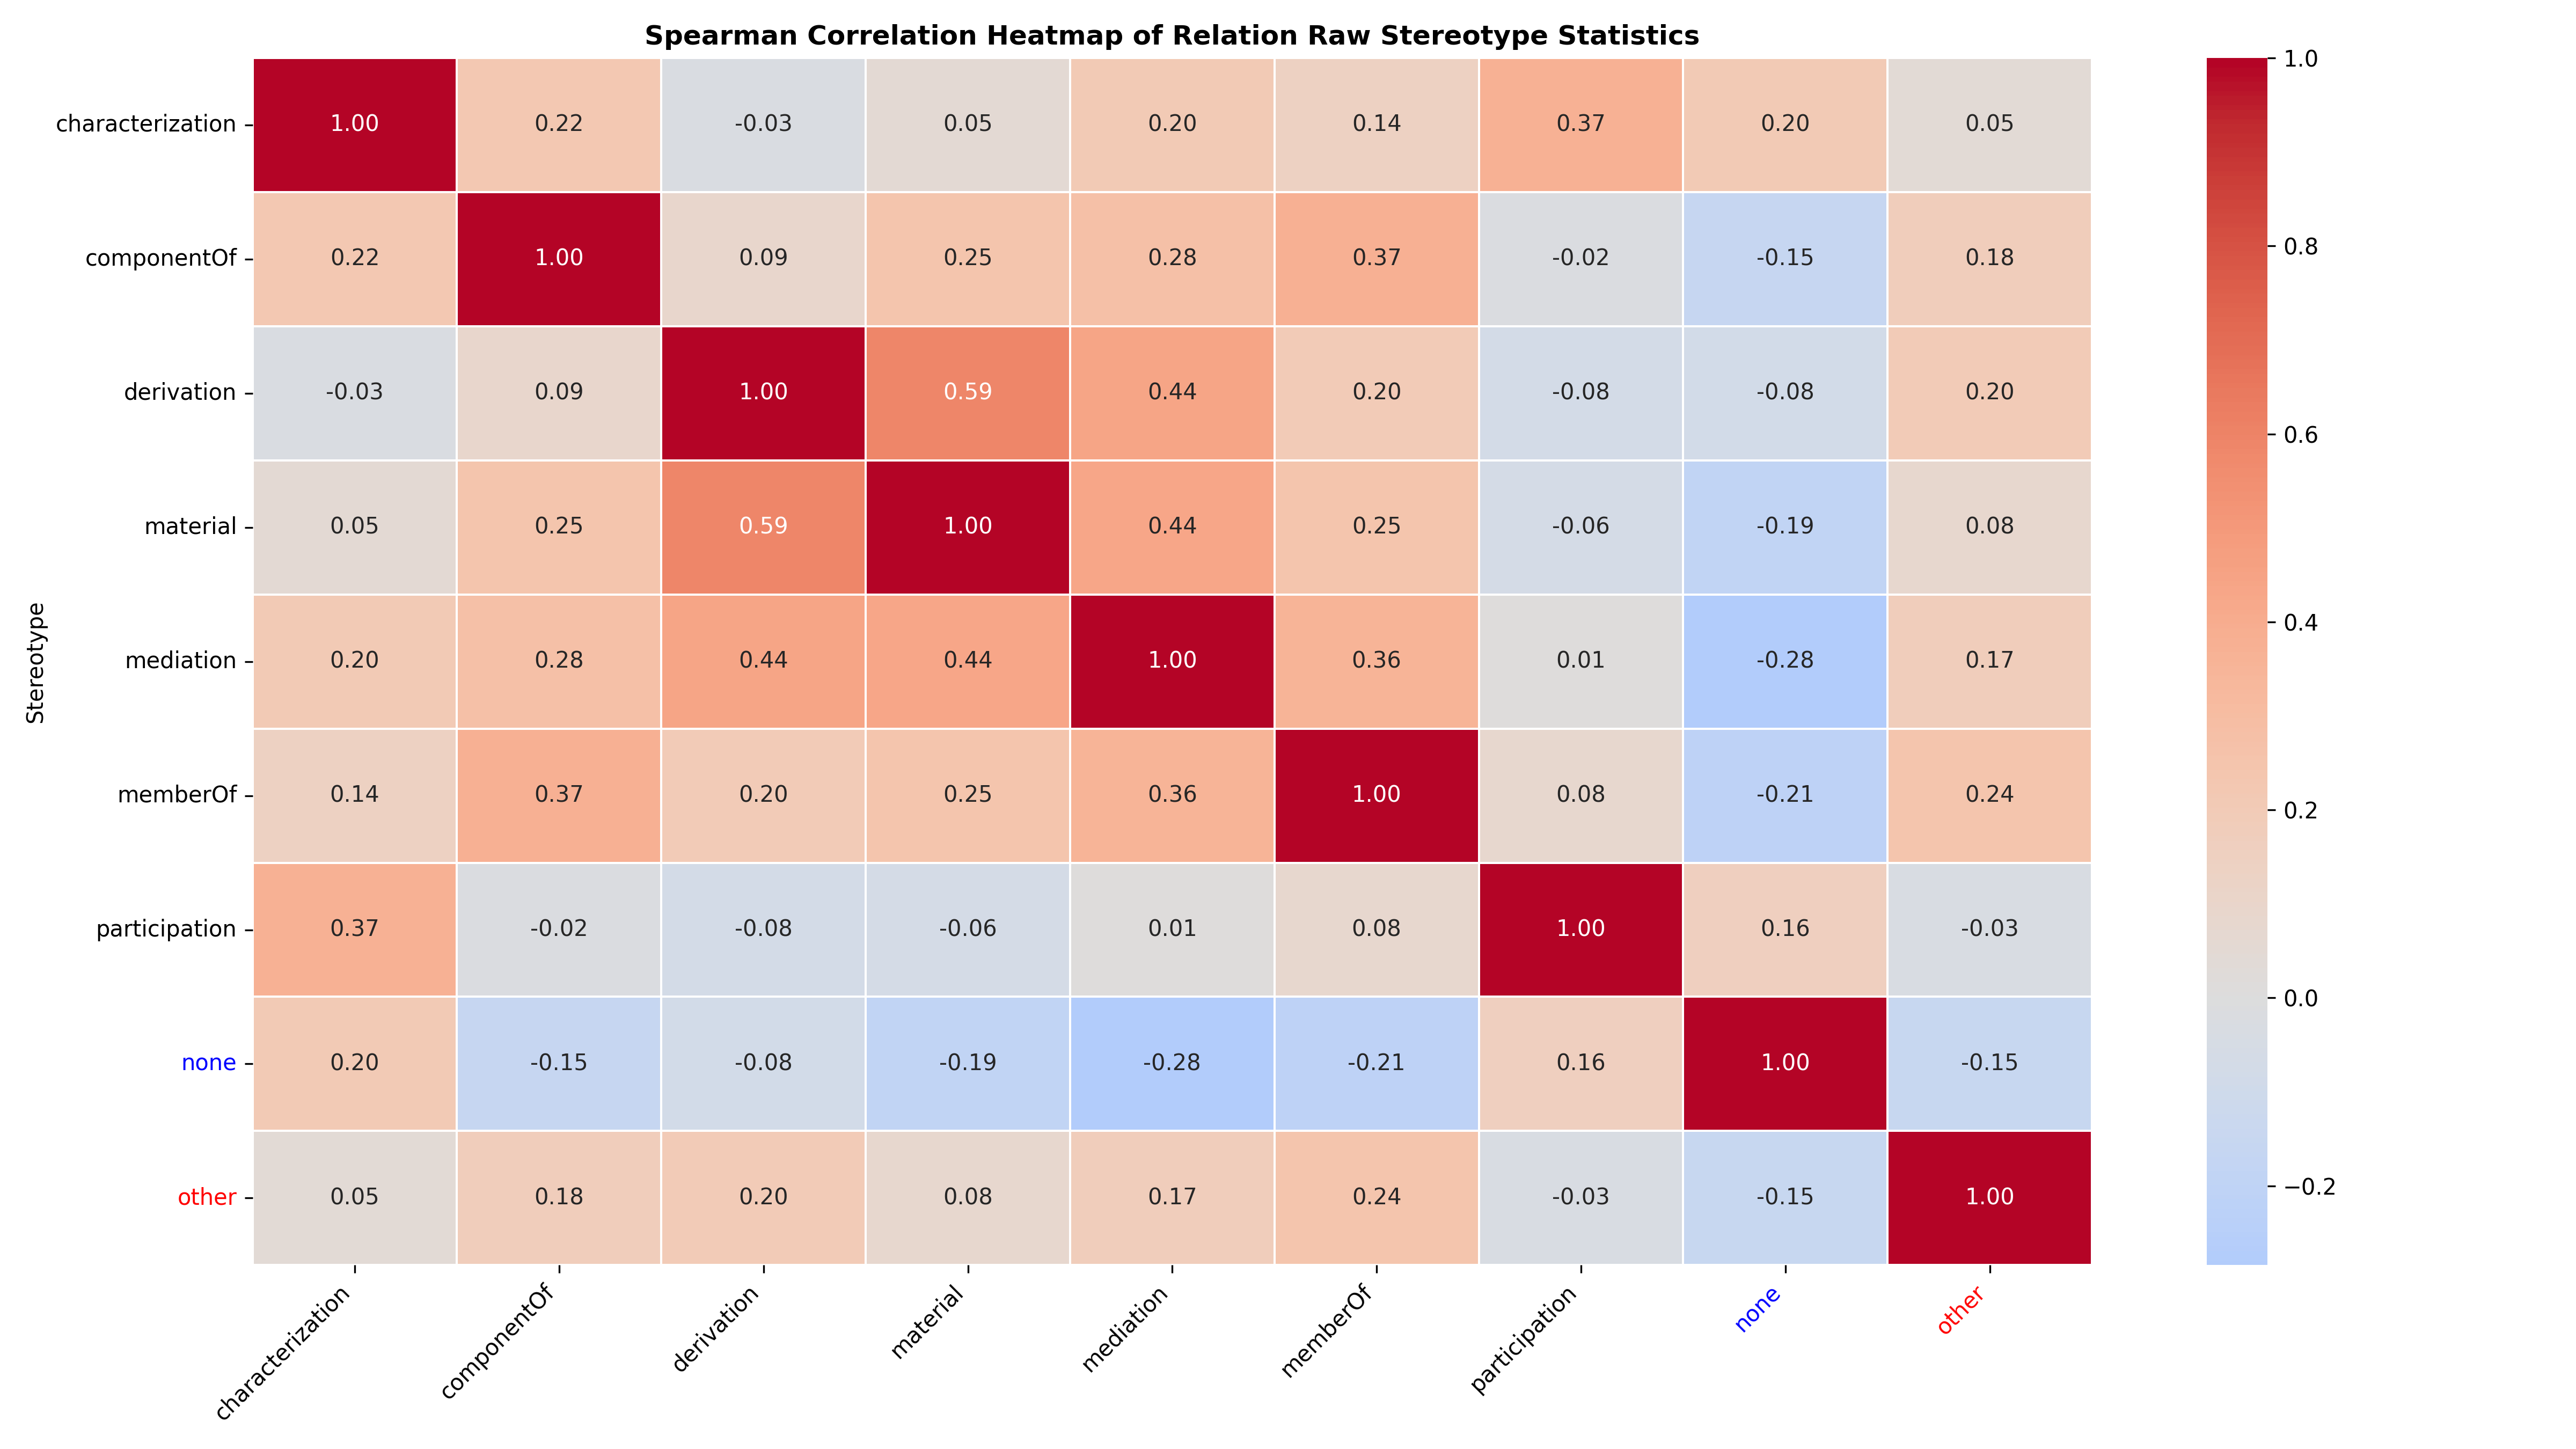 Spearman Correlation Heatmap of Relation Raw Stereotype Statistics
characterization 1.00 0.22 -0.03 0.05 0.20 0.14 0.37 0.20 0.05
componentOf 0.22 1.00 0.09 0.25 0.28 0.37 -0.02 -0.15 0.18
derivation -0.03 0.09 1.00 0.59 0.44 0.20 -0.08 -0.08 0.20
material 0.05 0.25 0.59 1.00 0.44 0.25 -0.06 -0.19 0.08
mediation 0.20 0.28 0.44 0.44 1.00 0.36 0.01 -0.28 0.17
memberOf 0.14 0.37 0.20 0.25 0.36 1.00 0.08 -0.21 0.24
participation 0.37 -0.02 -0.08 -0.06 0.01 0.08 1.00 0.16 -0.03
none 0.20 -0.15 -0.08 -0.19 -0.28 -0.21 0.16 1.00 -0.15
other 0.05 0.18 0.20 0.08 0.17 0.24 -0.03 -0.15 1.00
Stereotype
characterization
componentOf
derivation
material
mediation
memberOf
participation
none
other
1.0
0.8
0.6
0.4
0.2
0.0
−0.2